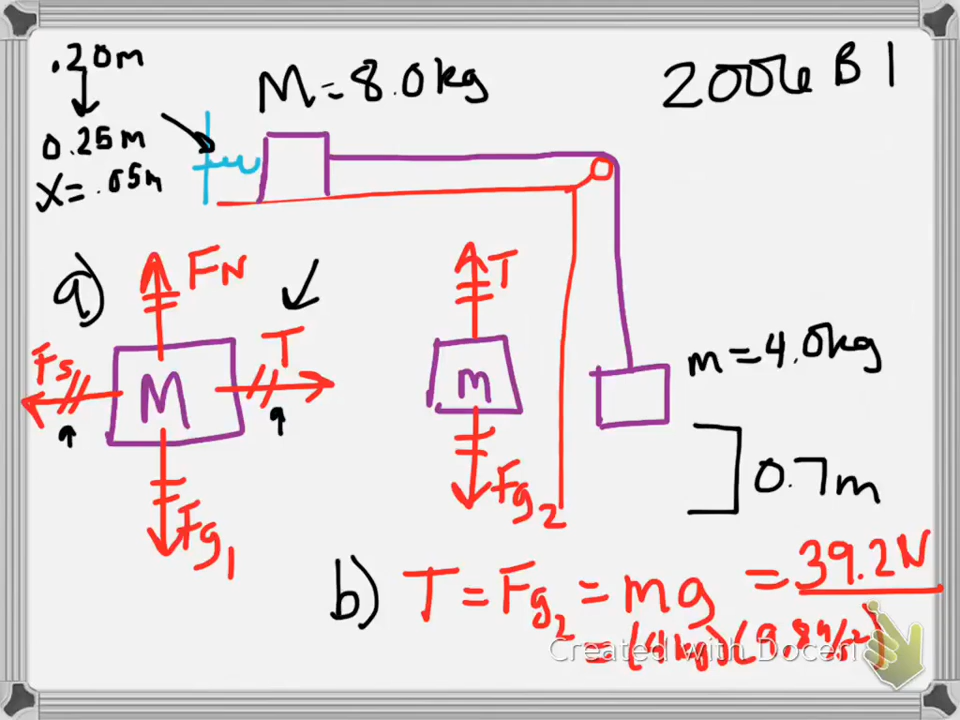 .20m
0.25m
x= .05m
M=8.0kg
2006 B 1
a)
FN
Fs
M
T
Fg1
T
m
Fg2
m=4.0kg
0.7m
b) T = Fg2 = mg = 39.2N
Created with Doceri